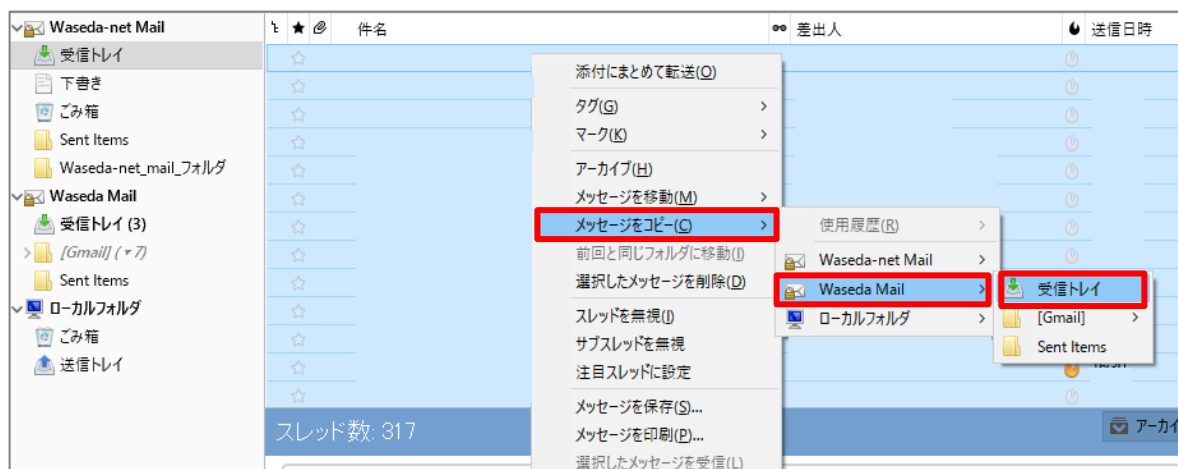 Waseda-net Mail
受信トレイ
下書き
ごみ箱
Sent Items
Waseda-net_mail_フォルダ
Waseda Mail
受信トレイ (3)
[Gmail] (▾ 7)
Sent Items
ローカルフォルダ
ごみ箱
送信トレイ
件名 差出人 送信日時
添付にまとめて転送(O)
タグ(G)
マーク(K)
アーカイブ(H)
メッセージを移動(M)
メッセージをコピー(C)
前回と同じフォルダに移動(I)
選択したメッセージを削除(D)
スレッドを無視(I)
サブスレッドを無視
注目スレッドに設定
メッセージを保存(S)...
メッセージを印刷(P)...
選択したメッセージを受信(L)
使用履歴(R)
Waseda-net Mail
Waseda Mail
ローカルフォルダ
受信トレイ
[Gmail]
Sent Items
スレッド数: 317
アーカイ